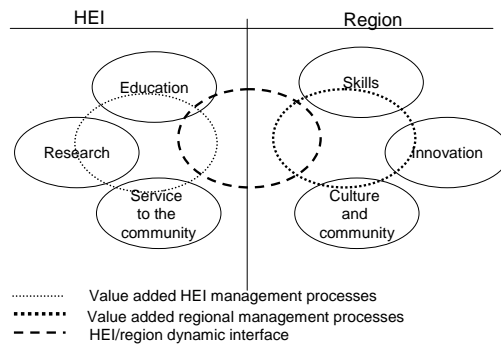 HEI
Region
Education
Skills
Research
Innovation
Service
to the
community
Culture
and
community
Value added HEI management processes
Value added regional management processes
HEI/region dynamic interface